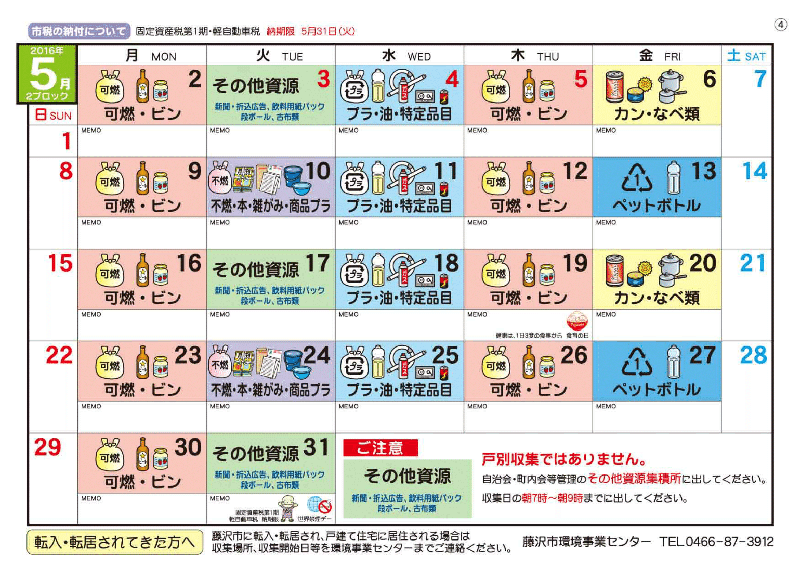 市税の納付について 固定資産税第1期・軽自動車税 納期限 5月31日(火)
④
2016年
5月
2ブロック
月 MON 火 TUE 水 WED 木 THU 金 FRI 土 SAT
日 SUN
1
可燃 2
可燃・ビン
MEMO
その他資源 3
新聞・折込広告、飲料用紙パック
段ボール、古布類
MEMO
プラ 4
プラ・油・特定品目
MEMO
可燃 5
可燃・ビン
MEMO
6
カン・なべ類
MEMO
7
8
可燃 9
可燃・ビン
MEMO
不燃 10
不燃・本・雑がみ・商品プラ
MEMO
プラ 11
プラ・油・特定品目
MEMO
可燃 12
可燃・ビン
MEMO
1 13
ペットボトル
MEMO
14
15
可燃 16
可燃・ビン
MEMO
その他資源 17
新聞・折込広告、飲料用紙パック
段ボール、古布類
MEMO
プラ 18
プラ・油・特定品目
MEMO
可燃 19
可燃・ビン
MEMO
健康は、1日3度の食事から 食育の日
20
カン・なべ類
MEMO
21
22
可燃 23
可燃・ビン
MEMO
不燃 24
不燃・本・雑がみ・商品プラ
MEMO
プラ 25
プラ・油・特定品目
MEMO
可燃 26
可燃・ビン
MEMO
1 27
ペットボトル
MEMO
28
29
可燃 30
可燃・ビン
MEMO
その他資源 31
新聞・折込広告、飲料用紙パック
段ボール、古布類
MEMO
固定資産税第1期
軽自動車税 納期限 世界禁煙デー
ご注意
その他資源
新聞・折込広告、飲料用紙パック
段ボール、古布類
戸別収集ではありません。
自治会・町内会等管理のその他資源集積所に出してください。
収集日の朝7時～朝9時までに出してください。
転入・転居されてきた方へ
藤沢市に転入・転居され、戸建て住宅に居住される場合は
収集場所、収集開始日等を環境事業センターまでご連絡ください。
藤沢市環境事業センター TEL0466-87-3912